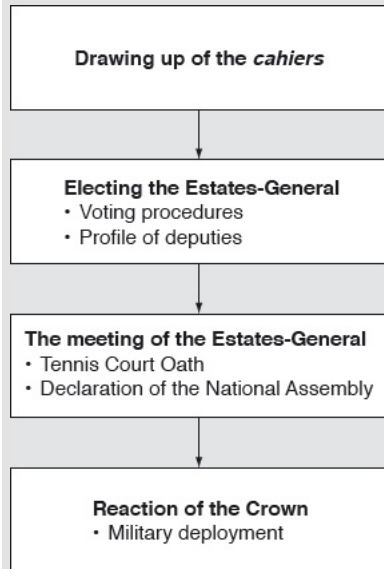 Drawing up of the cahiers
Electing the Estates-General
• Voting procedures
• Profile of deputies
The meeting of the Estates-General
• Tennis Court Oath
• Declaration of the National Assembly
Reaction of the Crown
• Military deployment